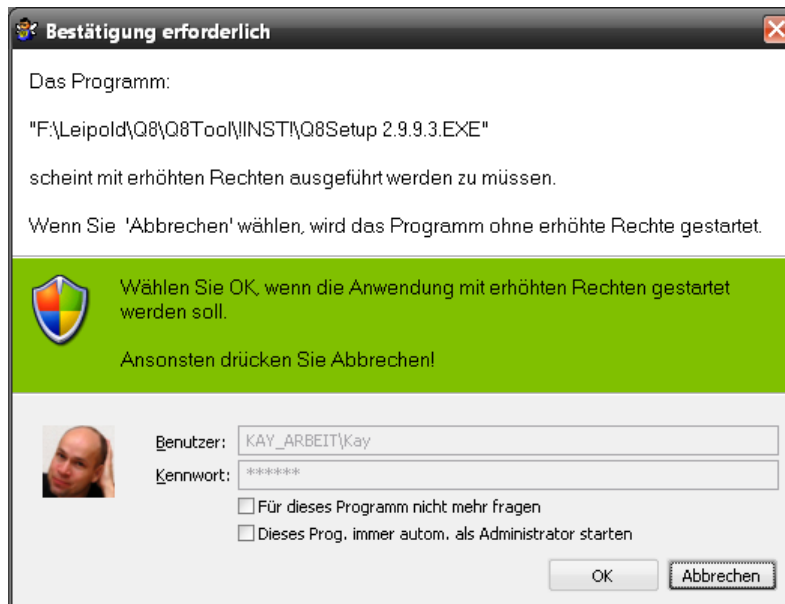 Bestätigung erforderlich
Das Programm:
"F:\Leipold\Q8\Q8Tool\!INST!\Q8Setup 2.9.9.3.EXE"
scheint mit erhöhten Rechten ausgeführt werden zu müssen.
Wenn Sie 'Abbrechen' wählen, wird das Programm ohne erhöhte Rechte gestartet.
Wählen Sie OK, wenn die Anwendung mit erhöhten Rechten gestartet
werden soll.
Ansonsten drücken Sie Abbrechen!
Benutzer: KAY_ARBEIT\Kay
Kennwort: ******
Für dieses Programm nicht mehr fragen
Dieses Prog. immer autom. als Administrator starten
OK Abbrechen